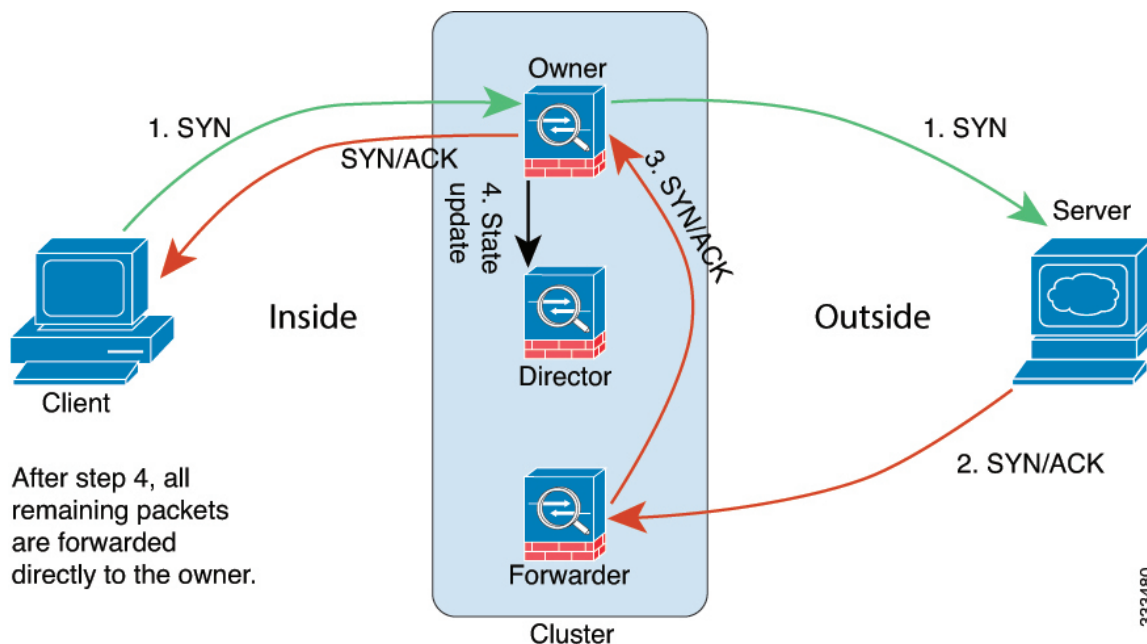 Owner
1. SYN
1. SYN
SYN/ACK
3. SYN/ACK
4. State
update
Server
Inside
Outside
Director
Client
2. SYN/ACK
After step 4, all
remaining packets
are forwarded
directly to the owner.
Forwarder
Cluster
333480